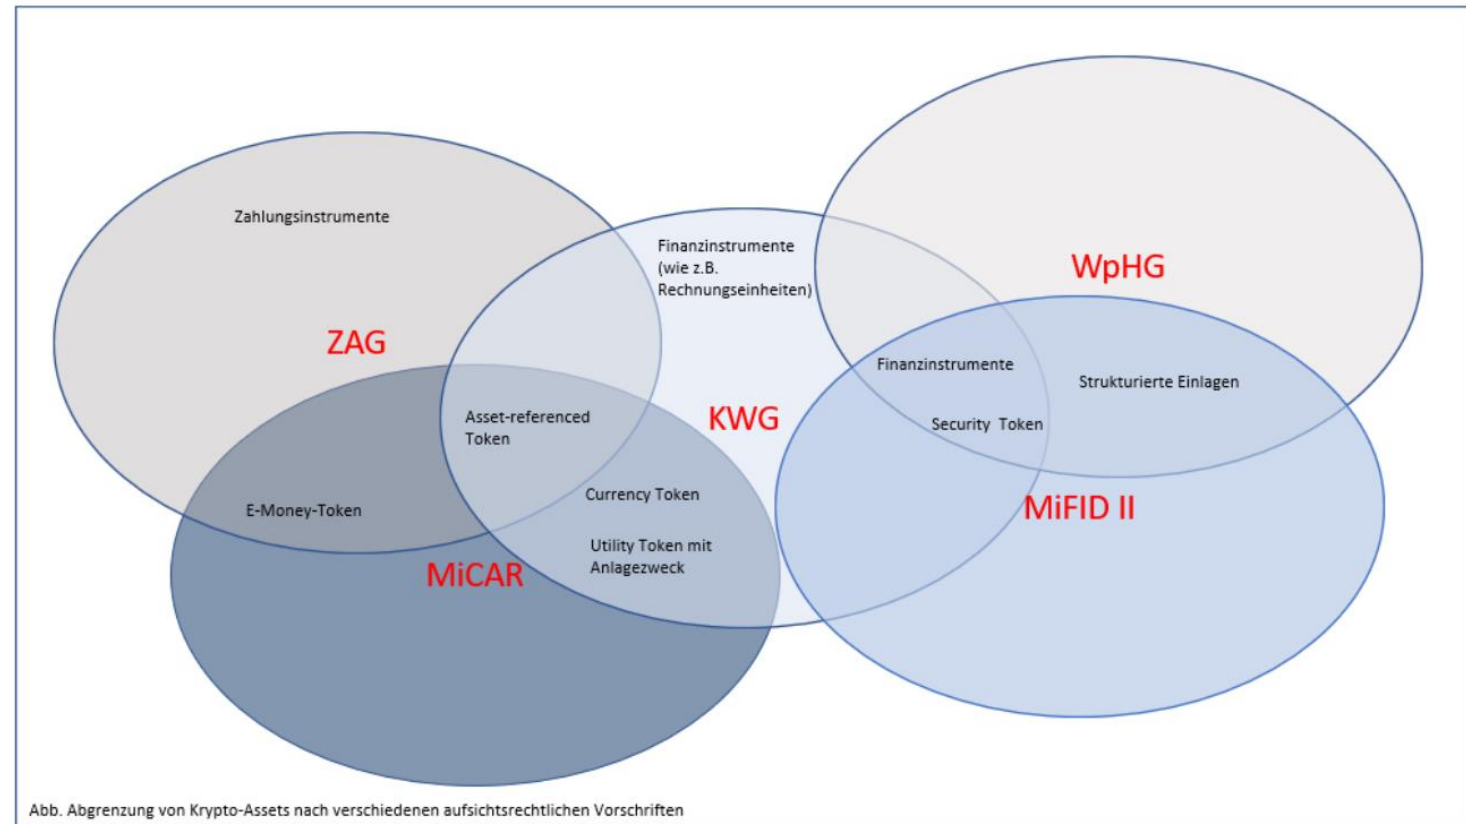 Zahlungsinstrumente
Finanzinstrumente
(wie z.B.
Rechnungseinheiten)
WpHG
ZAG
Finanzinstrumente
Strukturierte Einlagen
Asset-referenced
Token
KWG
Security Token
Currency Token
E-Money-Token
MiFID II
Utility Token mit
Anlagezweck
MiCAR
Abb. Abgrenzung von Krypto-Assets nach verschiedenen aufsichtsrechtlichen Vorschriften